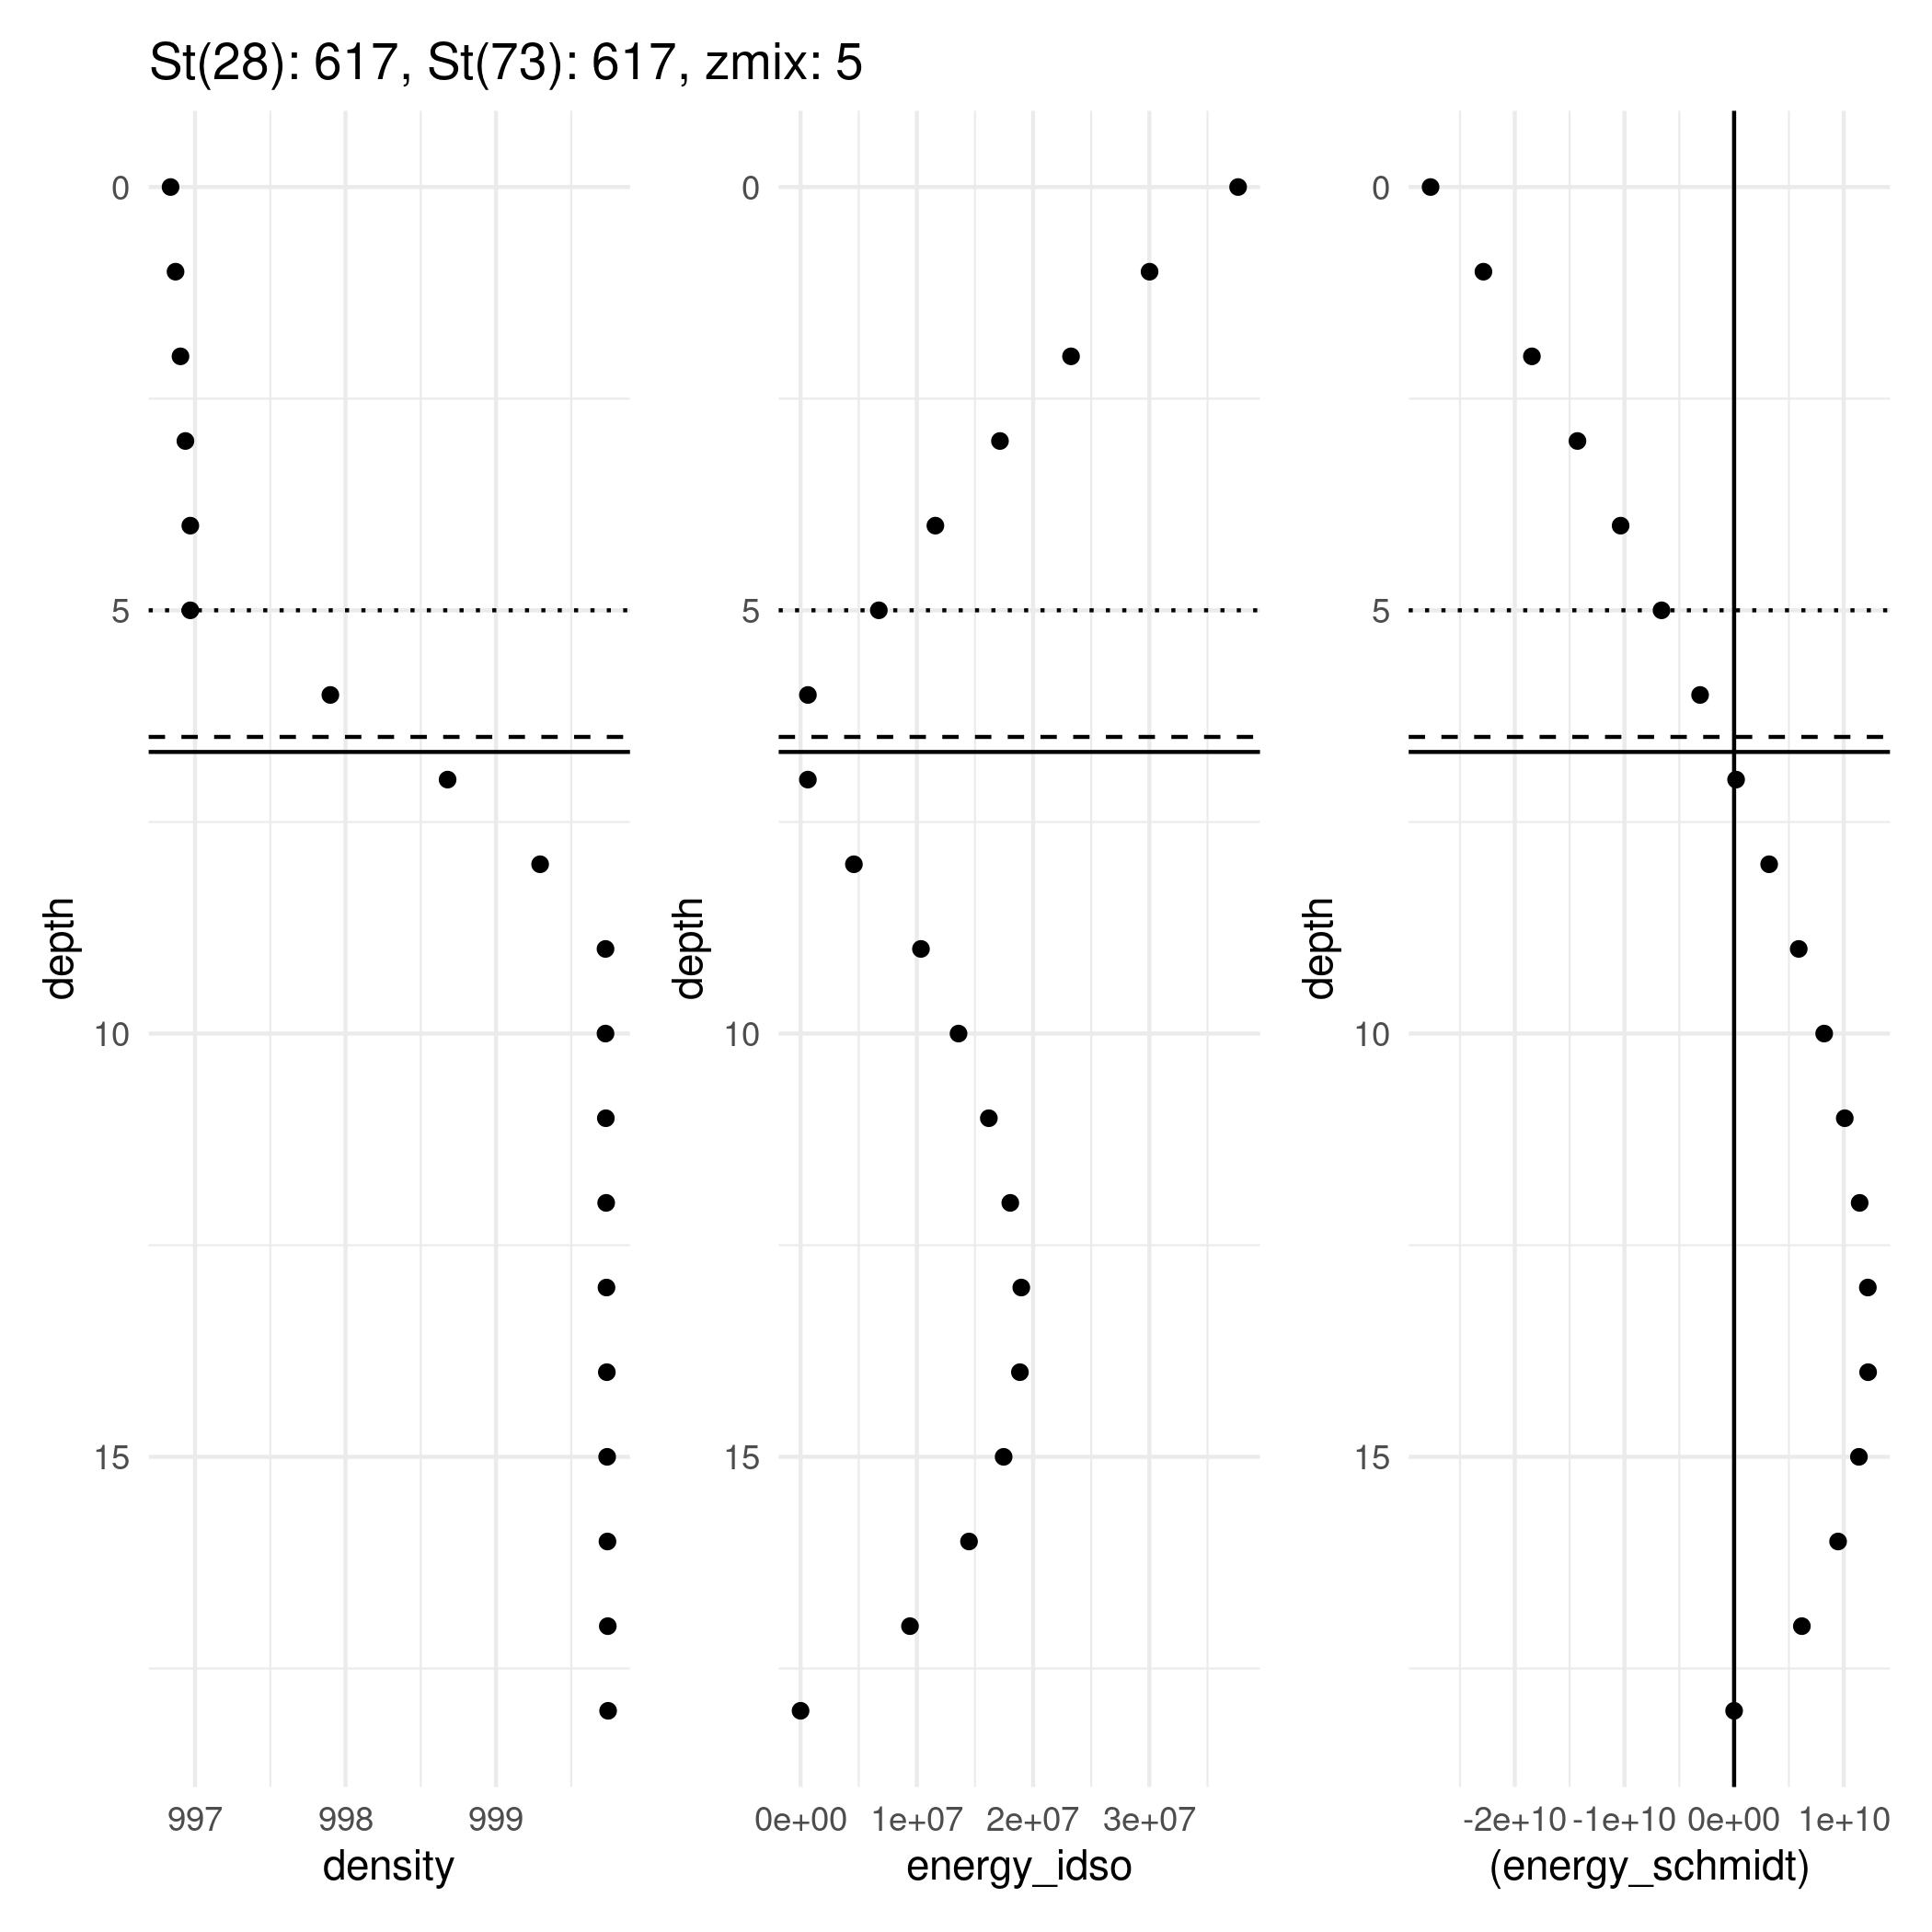 St(28): 617, St(73): 617, zmix: 5
depth
0
5
10
15
997 998 999
density
depth
0
5
10
15
0e+00 1e+07 2e+07 3e+07
energy_idso
depth
0
5
10
15
-2e+10 -1e+10 0e+00 1e+10
(energy_schmidt)